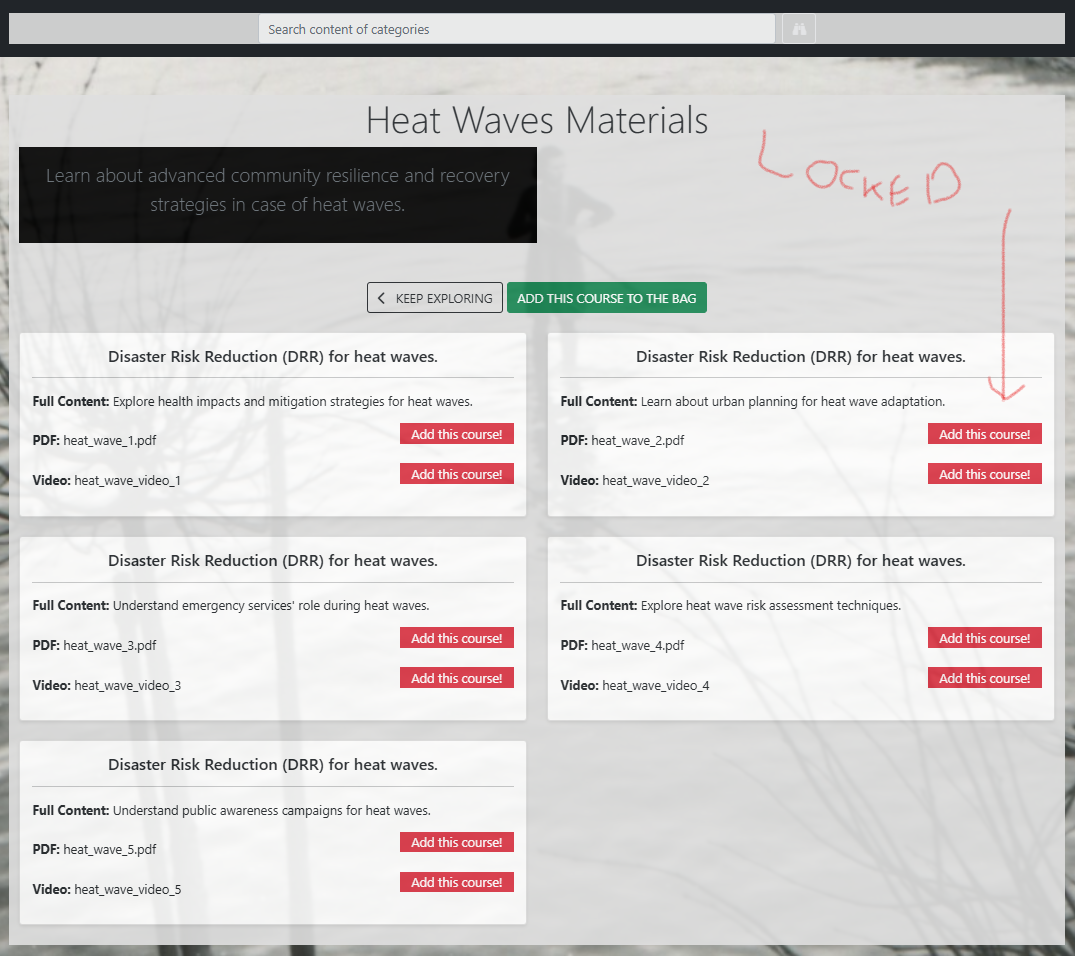 Search content of categories
Heat Waves Materials
LOCKED
Learn about advanced community resilience and recovery
strategies in case of heat waves.
KEEP EXPLORING
ADD THIS COURSE TO THE BAG
Disaster Risk Reduction (DRR) for heat waves.
Full Content: Explore health impacts and mitigation strategies for heat waves.
PDF: heat_wave_1.pdf
Add this course!
Video: heat_wave_video_1
Add this course!
Disaster Risk Reduction (DRR) for heat waves.
Full Content: Learn about urban planning for heat wave adaptation.
PDF: heat_wave_2.pdf
Add this course!
Video: heat_wave_video_2
Add this course!
Disaster Risk Reduction (DRR) for heat waves.
Full Content: Understand emergency services' role during heat waves.
PDF: heat_wave_3.pdf
Add this course!
Video: heat_wave_video_3
Add this course!
Disaster Risk Reduction (DRR) for heat waves.
Full Content: Explore heat wave risk assessment techniques.
PDF: heat_wave_4.pdf
Add this course!
Video: heat_wave_video_4
Add this course!
Disaster Risk Reduction (DRR) for heat waves.
Full Content: Understand public awareness campaigns for heat waves.
PDF: heat_wave_5.pdf
Add this course!
Video: heat_wave_video_5
Add this course!